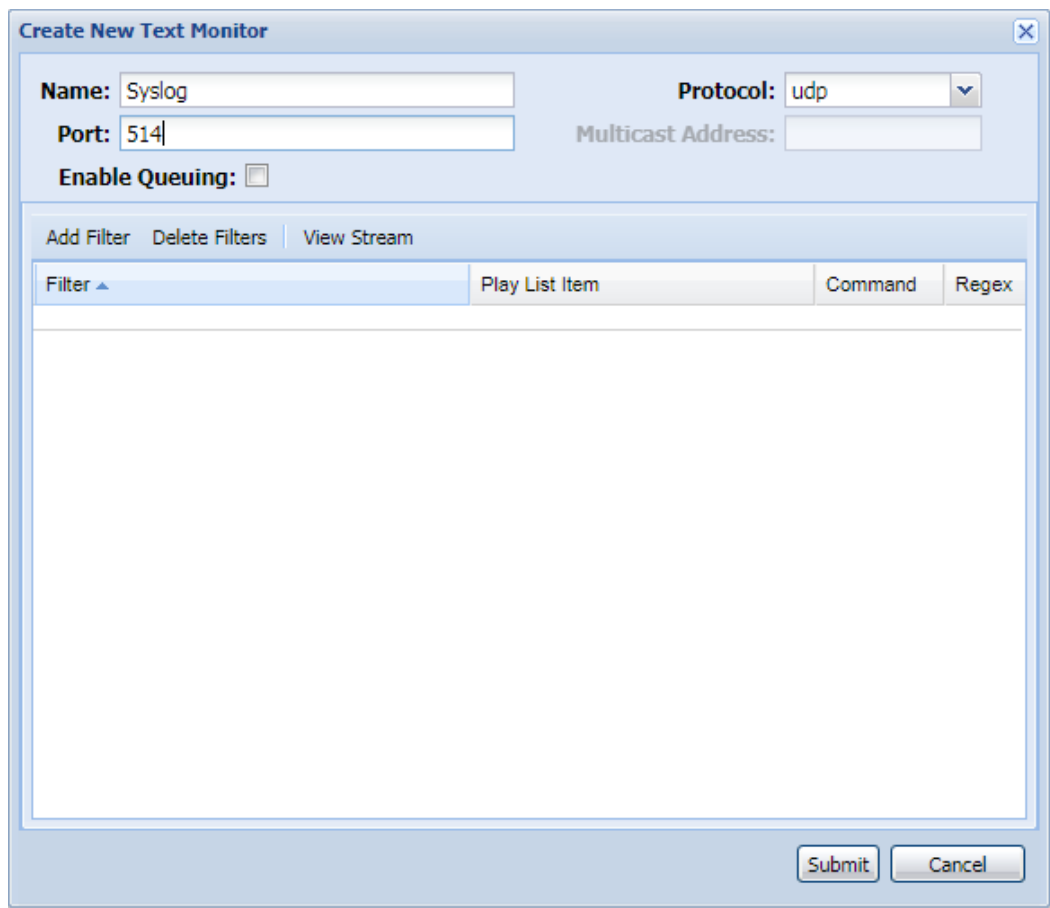 Create New Text Monitor
Name: Syslog Protocol: udp
Port: 514 Multicast Address:
Enable Queuing:
Add Filter Delete Filters View Stream
Filter Play List Item Command Regex
Submit Cancel